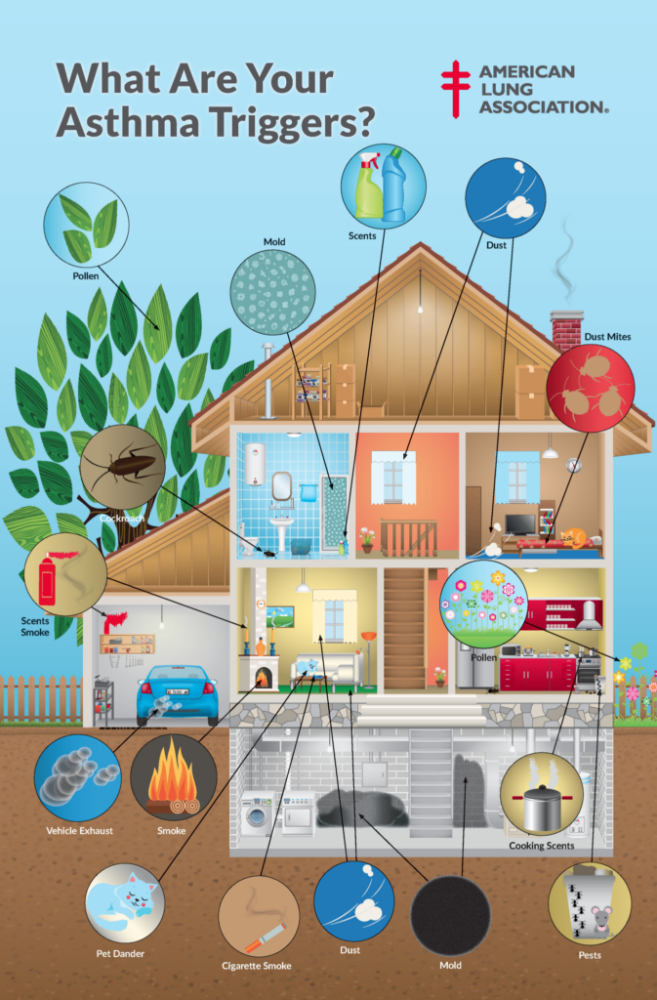 What Are Your
Asthma Triggers?
AMERICAN
LUNG
ASSOCIATION®
Scents
Dust
Mold
Pollen
Dust Mites
Cockroach
Scents
Smoke
Pollen
Vehicle Exhaust
Smoke
Cooking Scents
Pet Dander
Cigarette Smoke
Dust
Mold
Pests